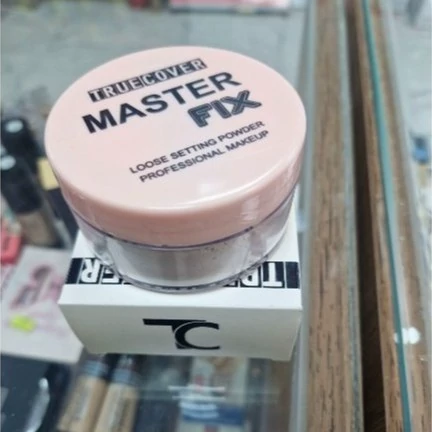 TRUECOVER
MASTER
FIX
LOOSE SETTING POWDER
PROFESSIONAL MAKEUP
TC